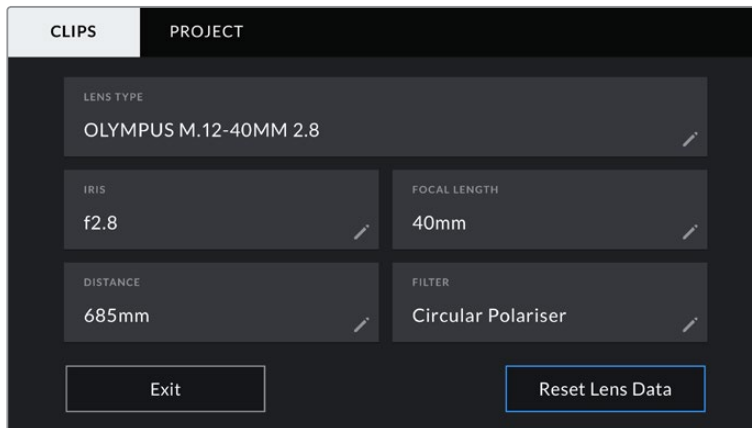 CLIPS PROJECT
LENS TYPE
OLYMPUS M.12-40MM 2.8
IRIS
f2.8
FOCAL LENGTH
40mm
DISTANCE
685mm
FILTER
Circular Polariser
Exit
Reset Lens Data